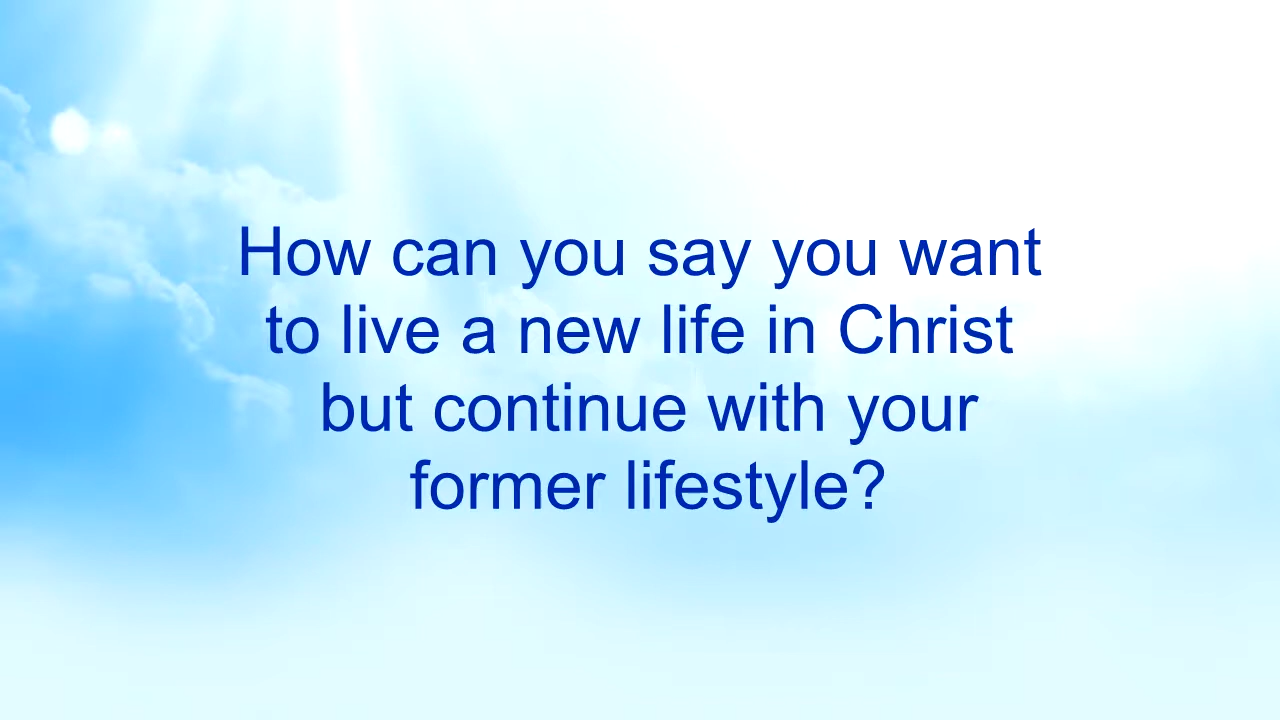 How can you say you want
to live a new life in Christ
but continue with your
former lifestyle?